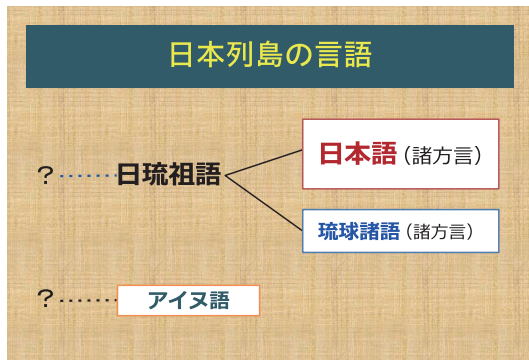 日本列島の言語
日本語（諸方言）
？……日琉祖語
琉球諸語（諸方言）
？……アイヌ語